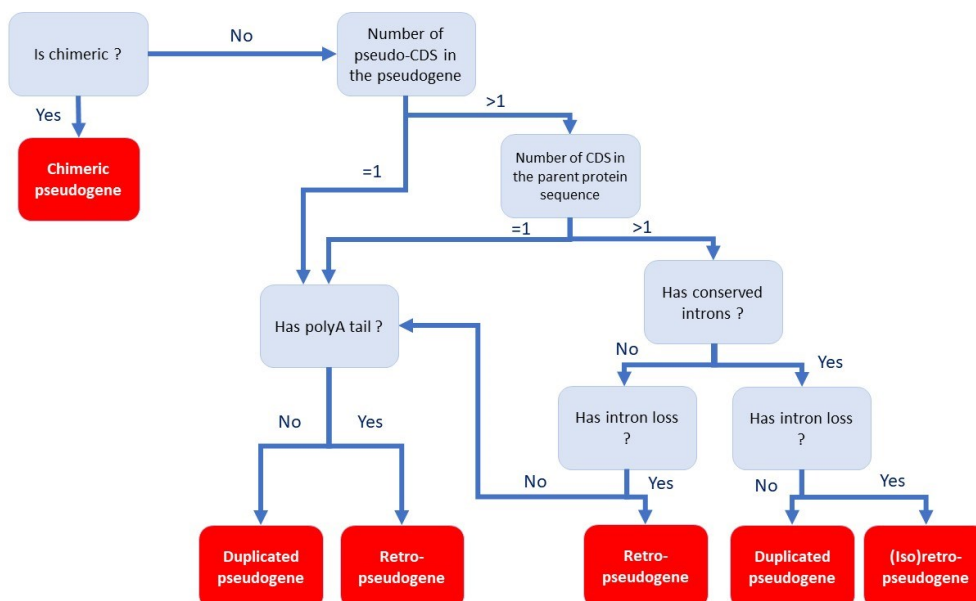 Is chimeric ?
No
Number of
pseudo-CDS in
the pseudogene
Yes
>1
Chimeric
pseudogene
=1
Number of CDS in
the parent protein
sequence
=1
>1
Has polyA tail ?
Has conserved
introns ?
No
Yes
Has intron loss
?
Has intron loss
?
No
Yes
No
Yes
No
Yes
Duplicated
pseudogene
Retro-
pseudogene
Retro-
pseudogene
Duplicated
pseudogene
(Iso)retro-
pseudogene